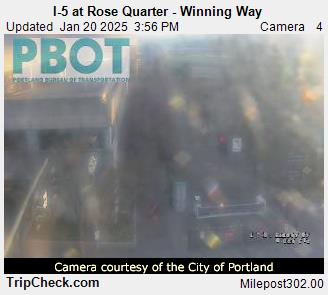 I-5 at Rose Quarter - Winning Way
Updated Jan 20 2025 3:56 PM Camera 4
PBOT
PORTLAND BUREAU OF TRANSPORTATION
Camera courtesy of the City of Portland
TripCheck.com Milepost302.00